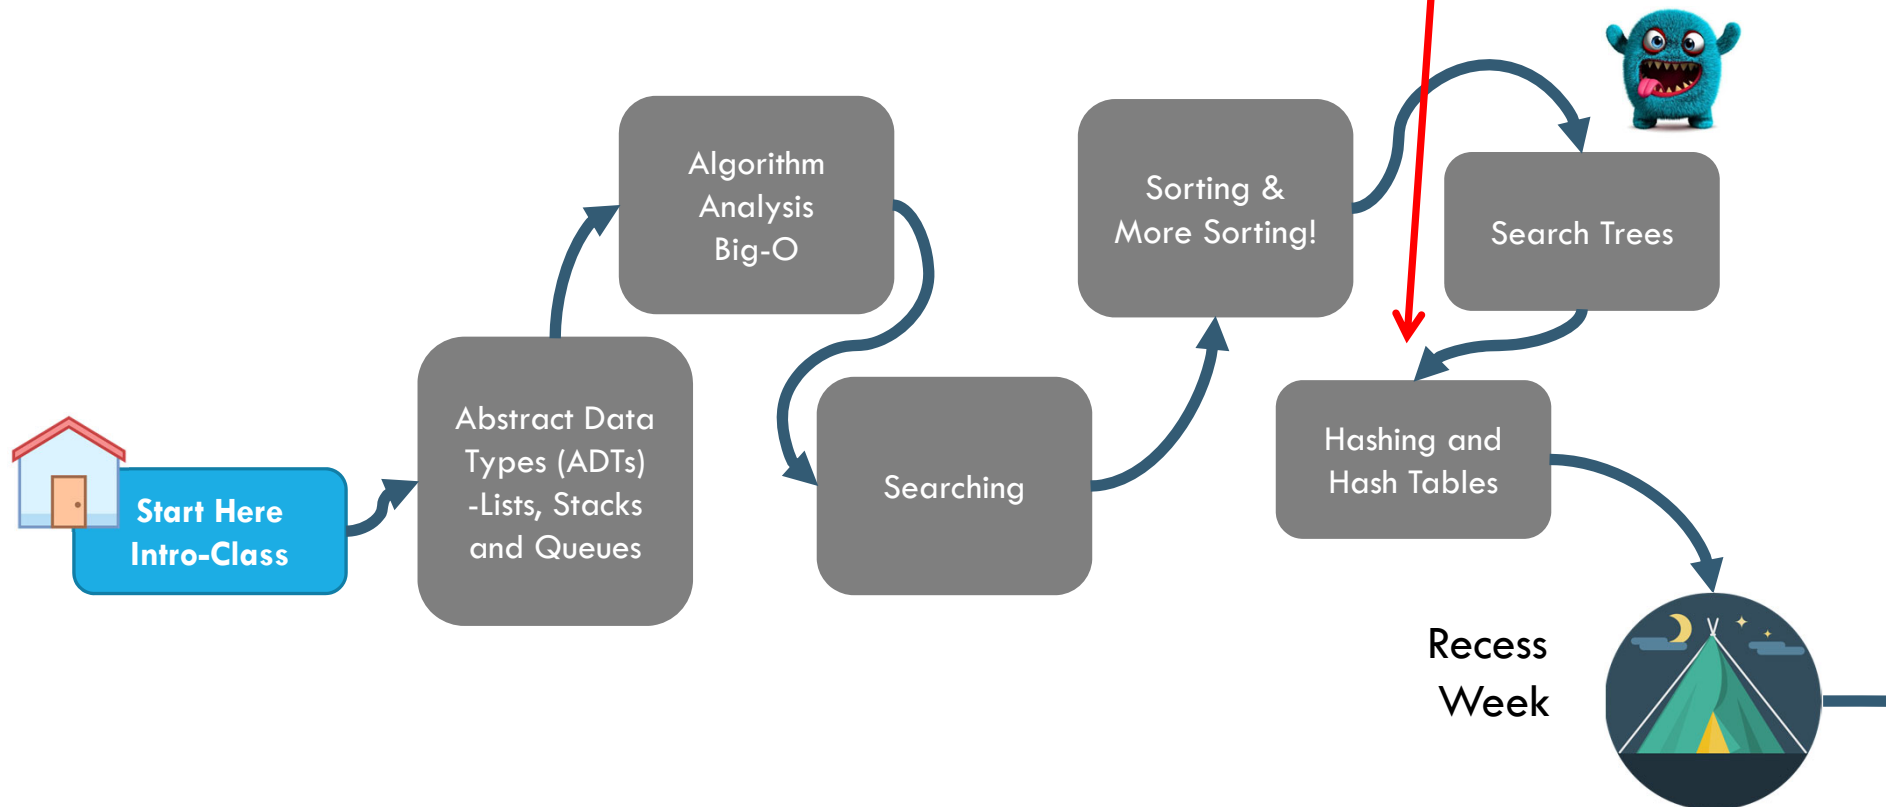 Start Here
Intro-Class
Abstract Data
Types (ADTs)
-Lists, Stacks
and Queues
Algorithm
Analysis
Big-O
Searching
Sorting &
More Sorting!
Search Trees
Hashing and
Hash Tables
Recess
Week